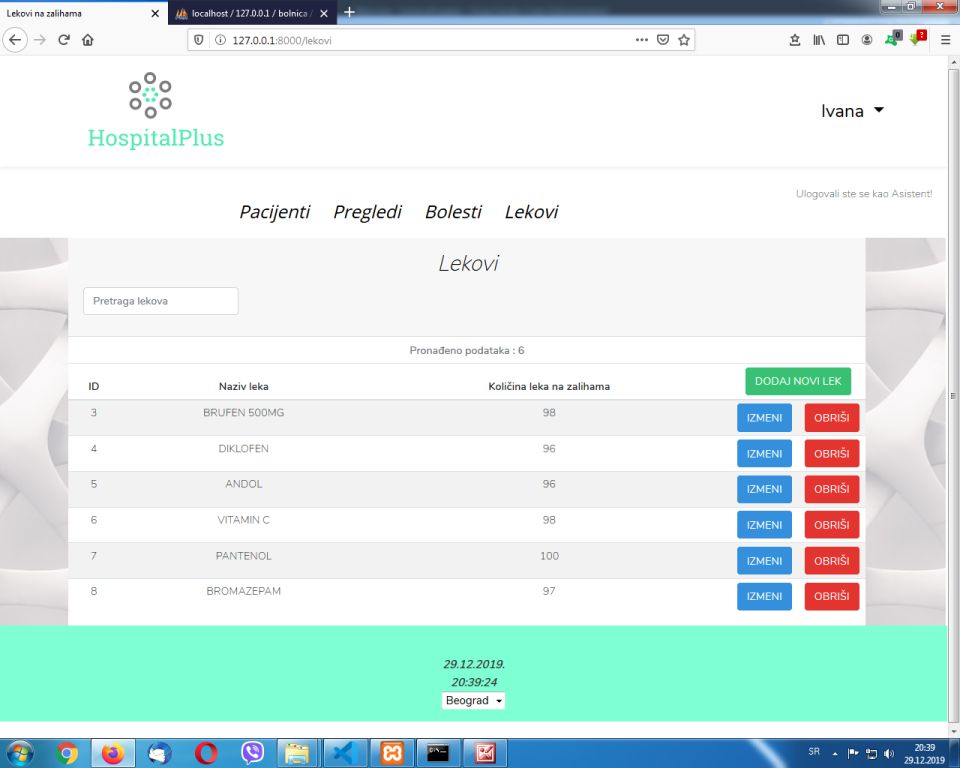 Lekovi na zalihama
localhost / 127.0.0.1 / bolnica /
127.0.0.1:8000/lekovi
0
?
HospitalPlus
Ivana
Ulogovali ste se kao Asistent!
Pacijenti Pregledi Bolesti Lekovi
Lekovi
Pretraga lekova
Pronađeno podataka : 6
ID Naziv leka Količina leka na zalihama DODAJ NOVI LEK
3 BRUFEN 500MG 98 IZMENI OBRIŠI
4 DIKLOFEN 96 IZMENI OBRIŠI
5 ANDOL 96 IZMENI OBRIŠI
6 VITAMIN C 98 IZMENI OBRIŠI
7 PANTENOL 100 IZMENI OBRIŠI
8 BROMAZEPAM 97 IZMENI OBRIŠI
29.12.2019.
20:39:24
Beograd
SR
20:39
29.12.2019